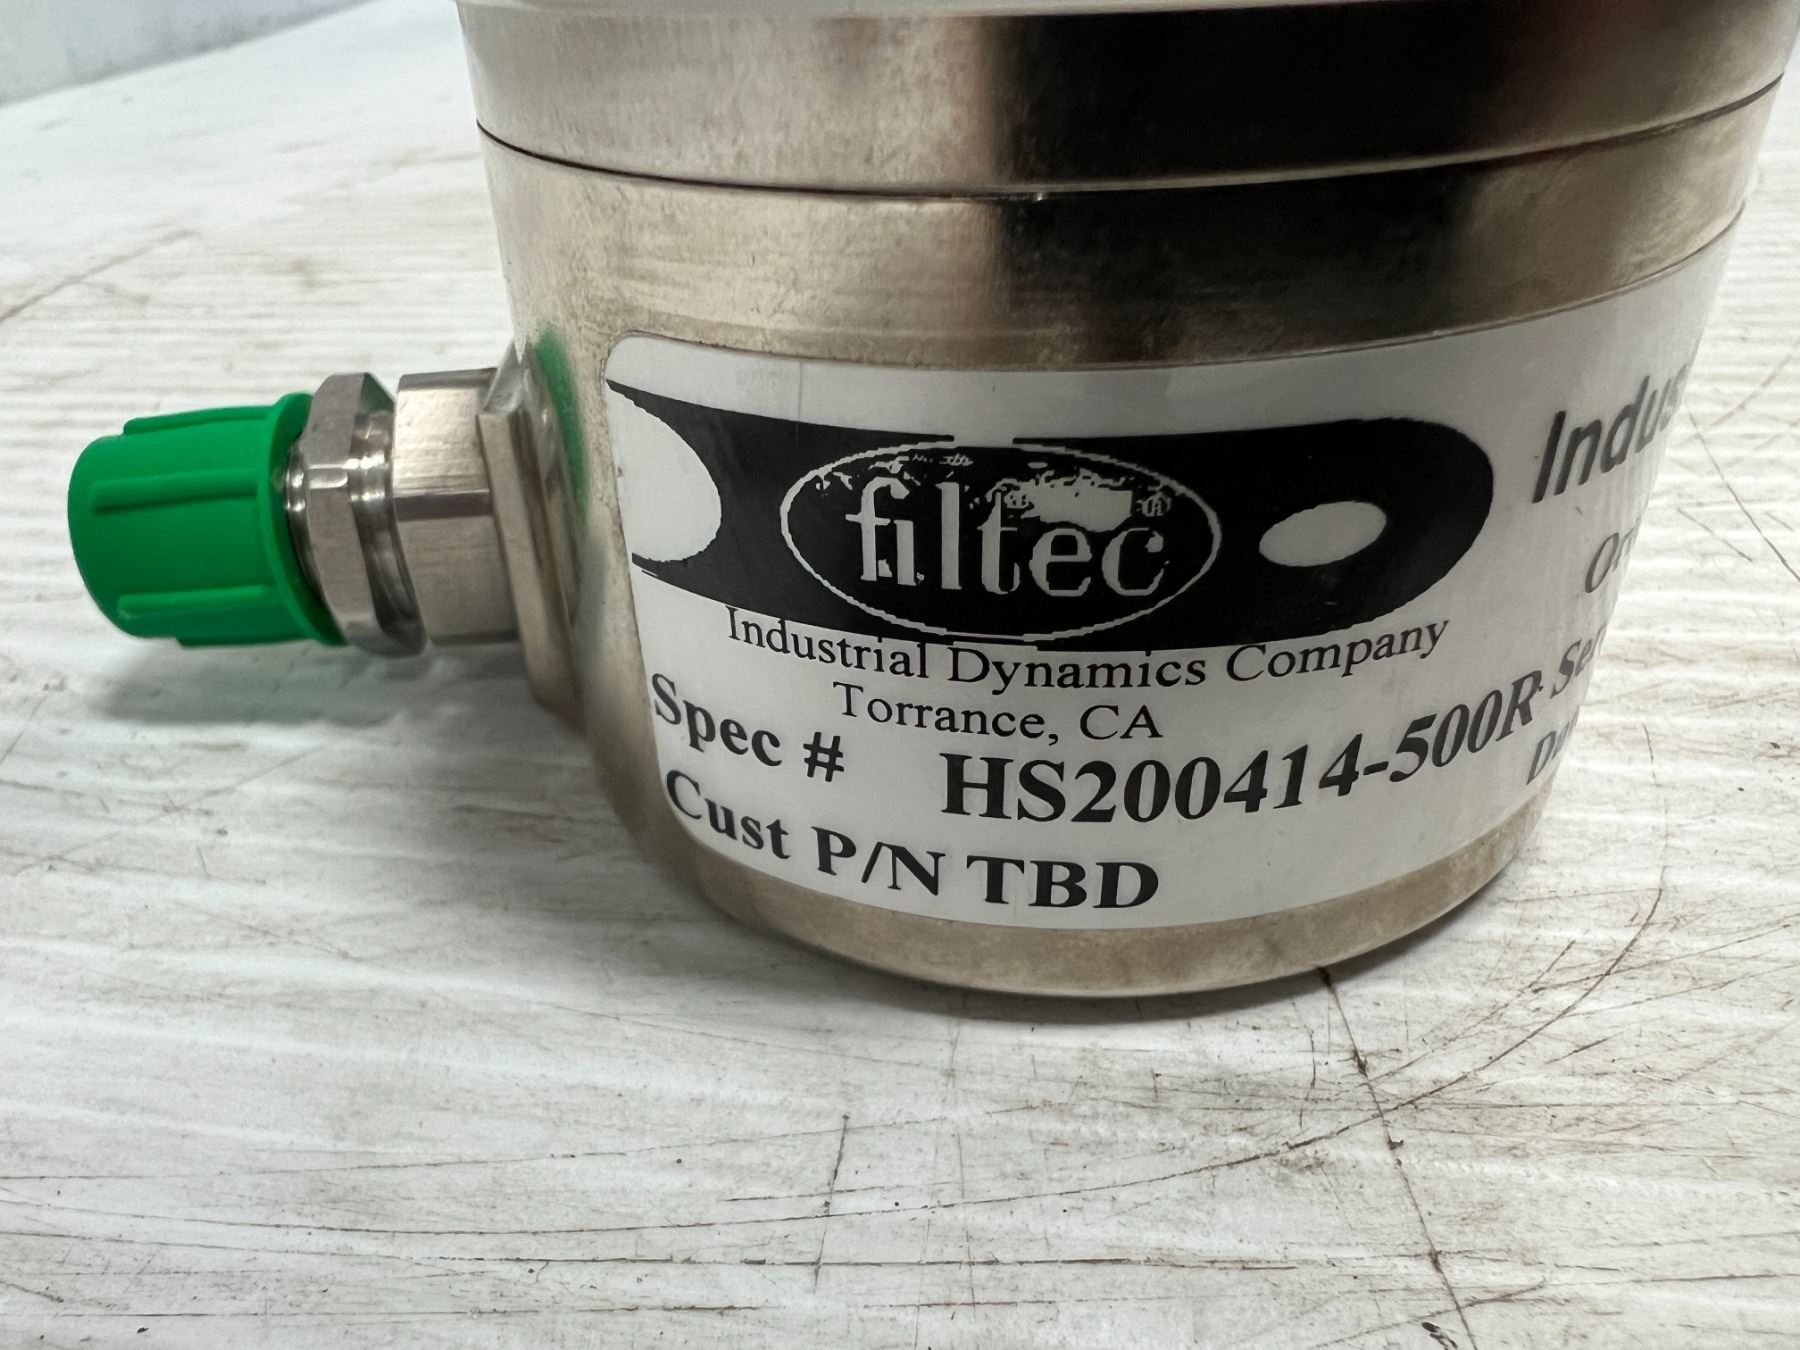 filtec®
Industrial Dynamics Company
Torrance, CA
Spec # HS200414-500R
Cust P/N TBD